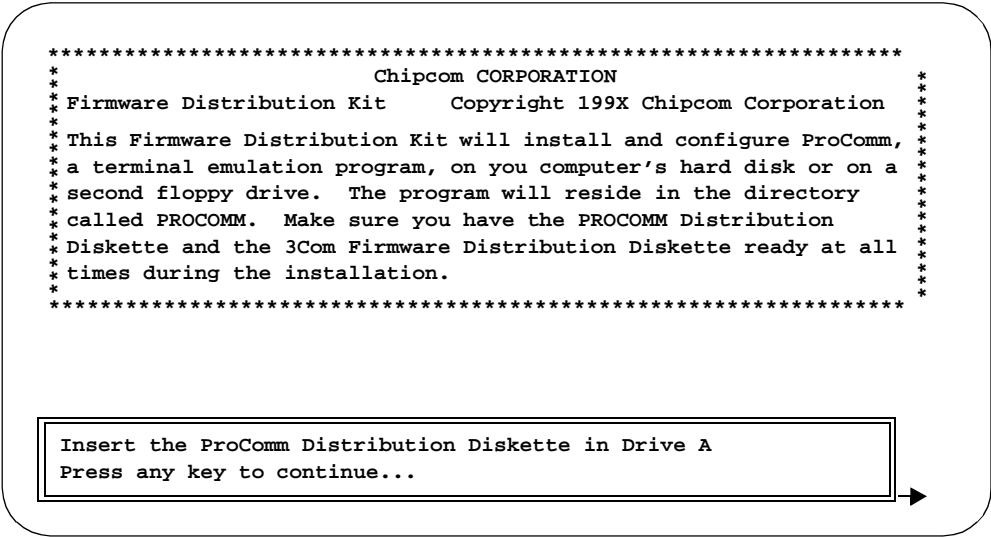 ********************************************************************
Chipcom CORPORATION
Firmware Distribution Kit     Copyright 199X Chipcom Corporation
This Firmware Distribution Kit will install and configure ProComm,
a terminal emulation program, on you computer's hard disk or on a
second floppy drive.  The program will reside in the directory
called PROCOMM.  Make sure you have the PROCOMM Distribution
Diskette and the 3Com Firmware Distribution Diskette ready at all
times during the installation.
********************************************************************
Insert the ProComm Distribution Diskette in Drive A
Press any key to continue...